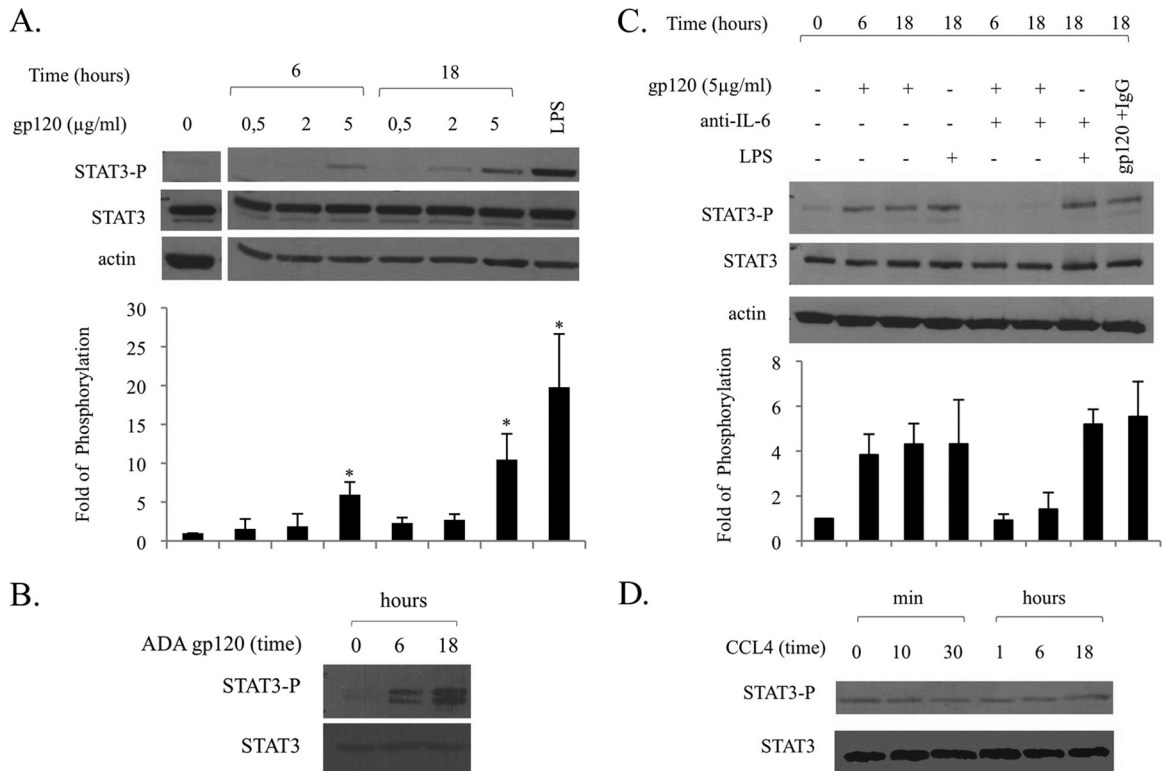 A.
Time (hours) 6 18
gp120 (µg/ml) 0 0,5 2 5 0,5 2 5 LPS
STAT3-P
STAT3
actin
Fold of Phosphorylation
30
25
20
15
10
5
0
* * *
B.
hours
ADA gp120 (time) 0 6 18
STAT3-P
STAT3
C.
Time (hours) 0 6 18 18 6 18 18 18
gp120 (5µg/ml) - + + - + + - gp120 +IgG
anti-IL-6 - - - - + + +
LPS - - - + - - +
STAT3-P
STAT3
actin
Fold of Phosphorylation
8
6
4
2
0
D.
min hours
CCL4 (time) 0 10 30 1 6 18
STAT3-P
STAT3